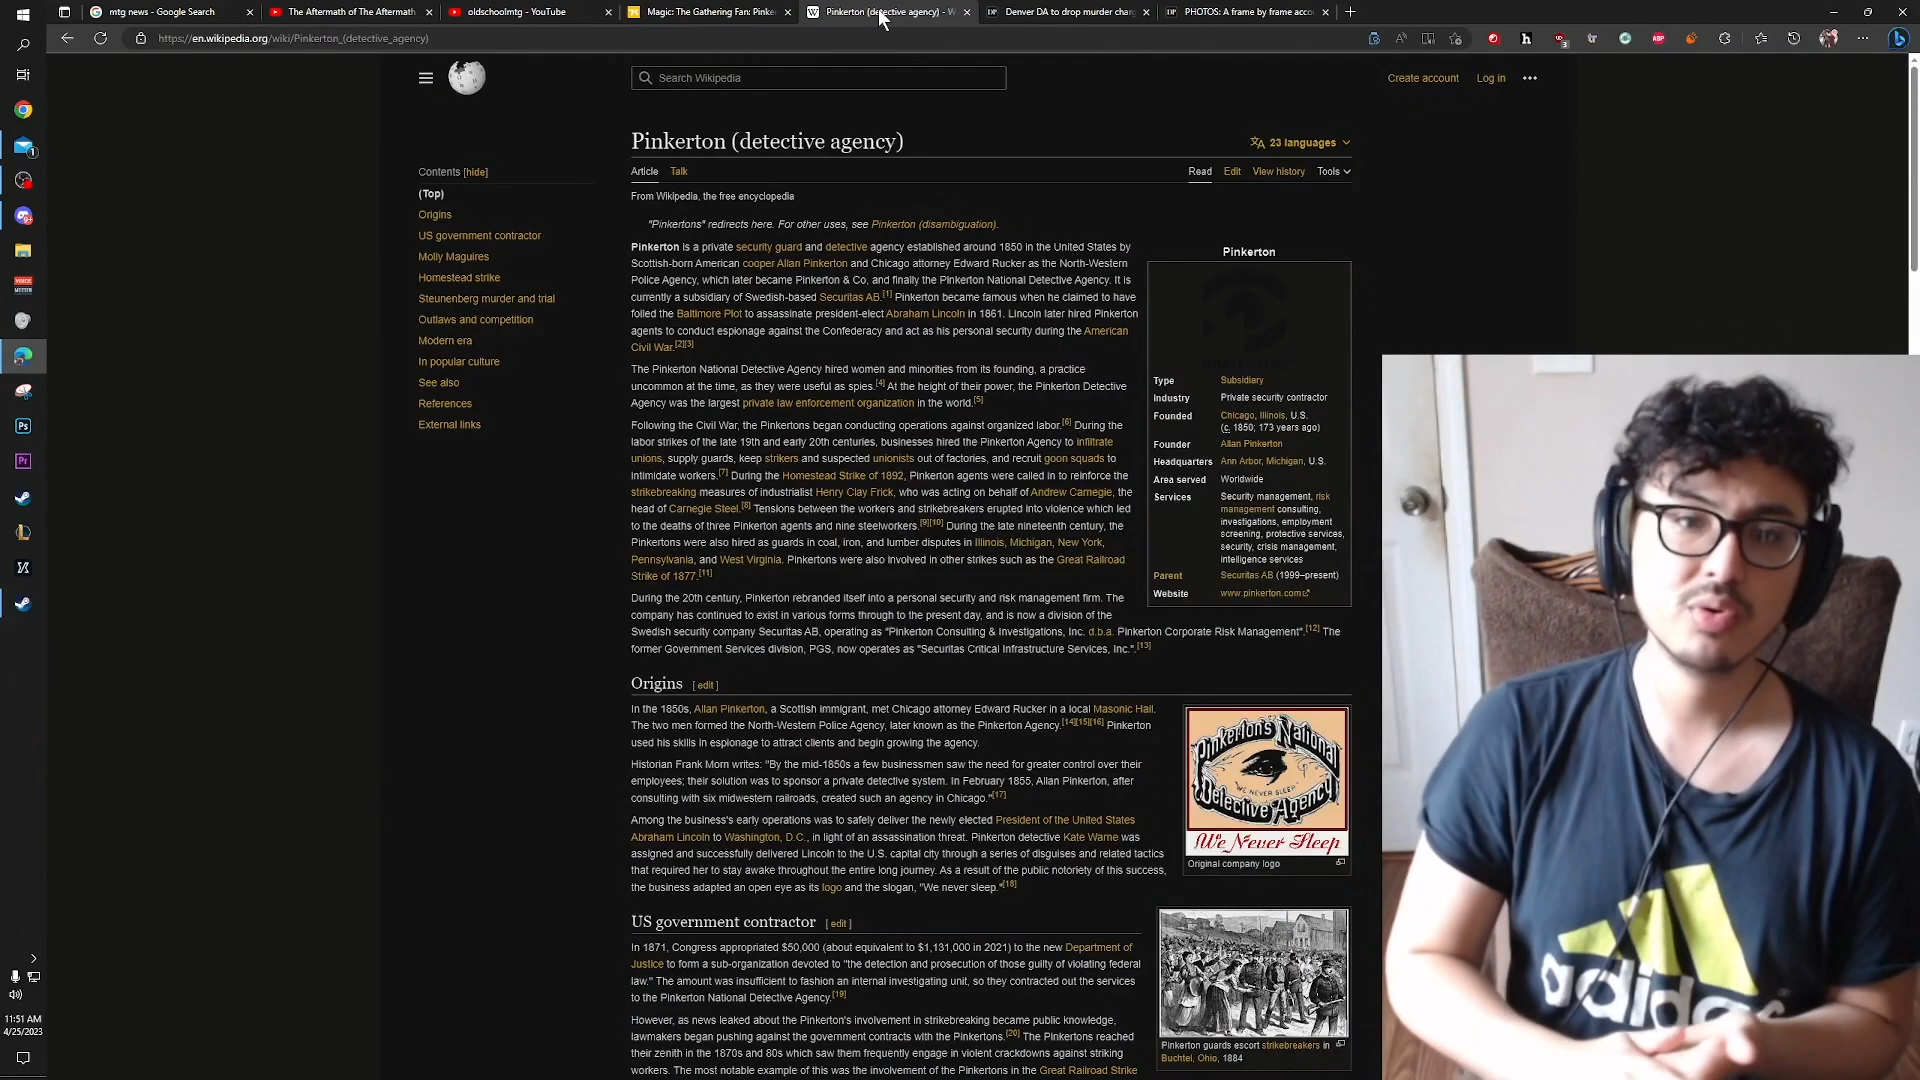 mtg news - Google Search
The Aftermath of The Aftermath
oldschoolmtg - YouTube
Magic: The Gathering Fan: Pinker
Pinkerton (detective agency) - W
Denver DA to drop murder char
PHOTOS: A frame by frame acco
https://en.wikipedia.org/wiki/Pinkerton_(detective_agency)
Search Wikipedia
Create account
Log in
Pinkerton (detective agency)
23 languages
Contents [hide]
(Top)
Origins
US government contractor
Molly Maguires
Homestead strike
Steunenberg murder and trial
Outlaws and competition
Modern era
In popular culture
See also
References
External links
Article
Talk
Read
Edit
View history
Tools
From Wikipedia, the free encyclopedia
"Pinkertons" redirects here. For other uses, see Pinkerton (disambiguation).
Pinkerton is a private security guard and detective agency established around 1850 in the United States by
Scottish-born American cooper Allan Pinkerton and Chicago attorney Edward Rucker as the North-Western
Police Agency, which later became Pinkerton & Co, and finally the Pinkerton National Detective Agency. It is
currently a subsidiary of Swedish-based Securitas AB.[1] Pinkerton became famous when he claimed to have
foiled the Baltimore Plot to assassinate president-elect Abraham Lincoln in 1861. Lincoln later hired Pinkerton
agents to conduct espionage against the Confederacy and act as his personal security during the American
Civil War.[2][3]
The Pinkerton National Detective Agency hired women and minorities from its founding, a practice
uncommon at the time, as they were useful as spies.[4] At the height of their power, the Pinkerton Detective
Agency was the largest private law enforcement organization in the world.[5]
Following the Civil War, the Pinkertons began conducting operations against organized labor.[6] During the
labor strikes of the late 19th and early 20th centuries, businesses hired the Pinkerton Agency to infiltrate
unions, supply guards, keep strikers and suspected unionists out of factories, and recruit goon squads to
intimidate workers.[7] During the Homestead Strike of 1892, Pinkerton agents were called in to reinforce the
strikebreaking measures of industrialist Henry Clay Frick, who was acting on behalf of Andrew Carnegie, the
head of Carnegie Steel.[8] Tensions between the workers and strikebreakers erupted into violence which led
to the deaths of three Pinkerton agents and nine steelworkers.[9][10] During the late nineteenth century, the
Pinkertons were also hired as guards in coal, iron, and lumber disputes in Illinois, Michigan, New York,
Pennsylvania, and West Virginia. Pinkertons were also involved in other strikes such as the Great Railroad
Strike of 1877.[11]
During the 20th century, Pinkerton rebranded itself into a personal security and risk management firm. The
company has continued to exist in various forms through to the present day, and is now a division of the
Swedish security company Securitas AB, operating as "Pinkerton Consulting & Investigations, Inc. d.b.a. Pinkerton Corporate Risk Management".[12] The
former Government Services division, PGS, now operates as "Securitas Critical Infrastructure Services, Inc.".[13]
Pinkerton
Type Subsidiary
Industry Private security contractor
Founded Chicago, Illinois, U.S.
(c. 1850; 173 years ago)
Founder Allan Pinkerton
Headquarters Ann Arbor, Michigan, U.S.
Area served Worldwide
Services Security management, risk
management consulting,
investigations, employment
screening, protective services,
security, crisis management,
intelligence services
Parent Securitas AB (1999–present)
Website www.pinkerton.com
Origins [ edit ]
In the 1850s, Allan Pinkerton, a Scottish immigrant, met Chicago attorney Edward Rucker in a local Masonic Hall.
The two men formed the North-Western Police Agency, later known as the Pinkerton Agency.[14][15][16] Pinkerton
used his skills in espionage to attract clients and begin growing the agency.
Historian Frank Morn writes: "By the mid-1850s a few businessmen saw the need for greater control over their
employees; their solution was to sponsor a private detective system. In February 1855, Allan Pinkerton, after
consulting with six midwestern railroads, created such an agency in Chicago."[17]
Among the business's early operations was to safely deliver the newly elected President of the United States
Abraham Lincoln to Washington, D.C., in light of an assassination threat. Pinkerton detective Kate Warne was
assigned and successfully delivered Lincoln to the U.S. capital city through a series of disguises and related tactics
that required her to stay awake throughout the entire long journey. As a result of the public notoriety of this success,
the business adapted an open eye as its logo and the slogan, "We never sleep."[18]
Pinkerton's National
"WE NEVER SLEEP."
Detective Agency
We Never Sleep
Original company logo
US government contractor [ edit ]
In 1871, Congress appropriated $50,000 (about equivalent to $1,131,000 in 2021) to the new Department of
Justice to form a sub-organization devoted to "the detection and prosecution of those guilty of violating federal
law." The amount was insufficient to fashion an internal investigating unit, so they contracted out the services
to the Pinkerton National Detective Agency.[19]
However, as news leaked about the Pinkerton's involvement in strikebreaking became public knowledge,
lawmakers began pushing against the government contracts with the Pinkertons.[20] The Pinkertons reached
their zenith in the 1870s and 80s which saw them frequently engage in violent crackdowns against striking
workers. The most notable example of this was the involvement of the Pinkertons in the Great Railroad Strike
Pinkerton guards escort strikebreakers in
Buchtel, Ohio, 1884
adidas
11:51 AM
4/25/2023